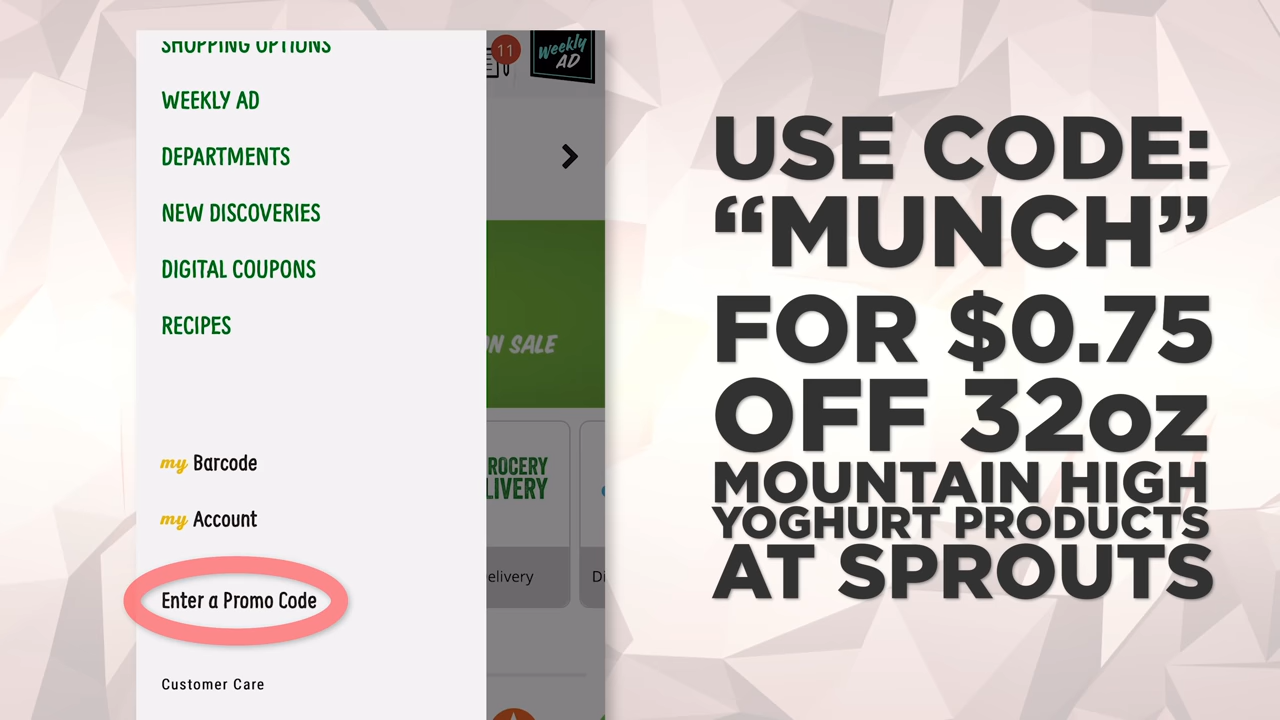 SHOPPING OPTIONS
WEEKLY AD
DEPARTMENTS
NEW DISCOVERIES
DIGITAL COUPONS
RECIPES
my Barcode
my Account
Enter a Promo Code
Customer Care
11
Weekly
AD
ON SALE
ROCERY
LIVERY
elivery
Di
USE CODE:
“MUNCH”
FOR $0.75
OFF 32oz
MOUNTAIN HIGH
YOGHURT PRODUCTS
AT SPROUTS